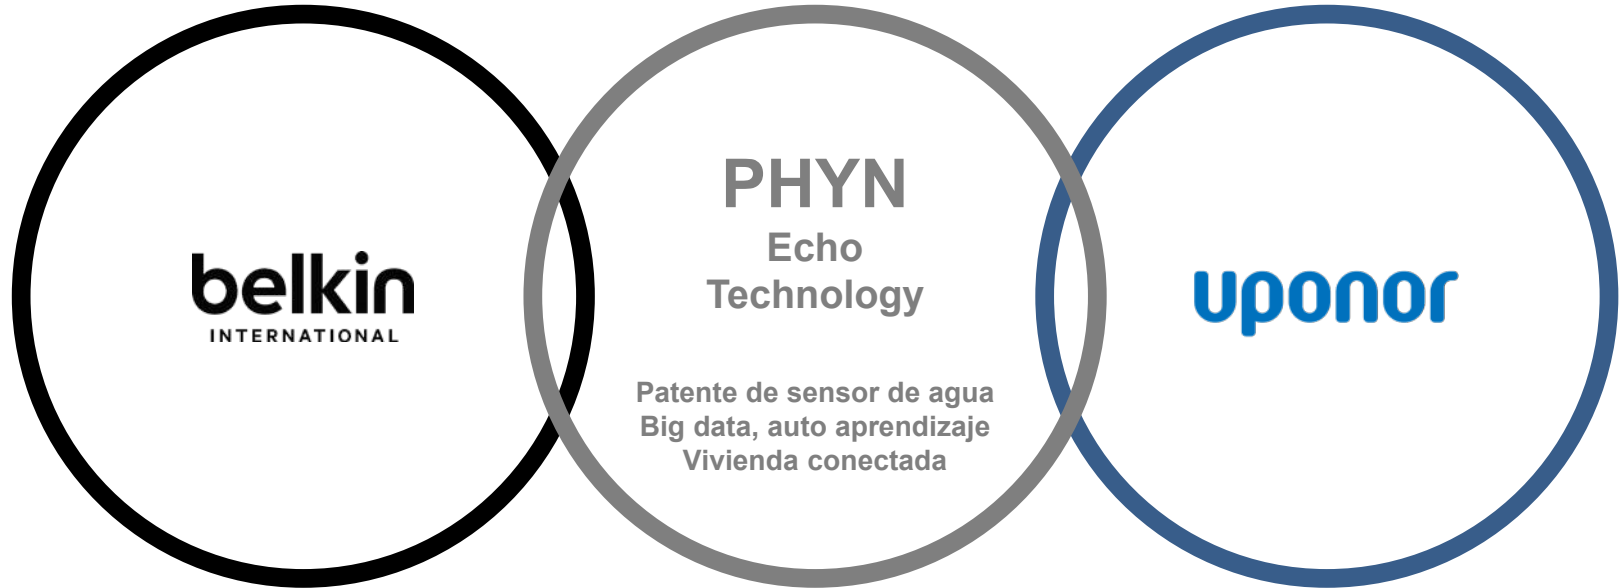 belkin
INTERNATIONAL
PHYN
Echo
Technology
Patente de sensor de agua
Big data, auto aprendizaje
Vivienda conectada
uponor